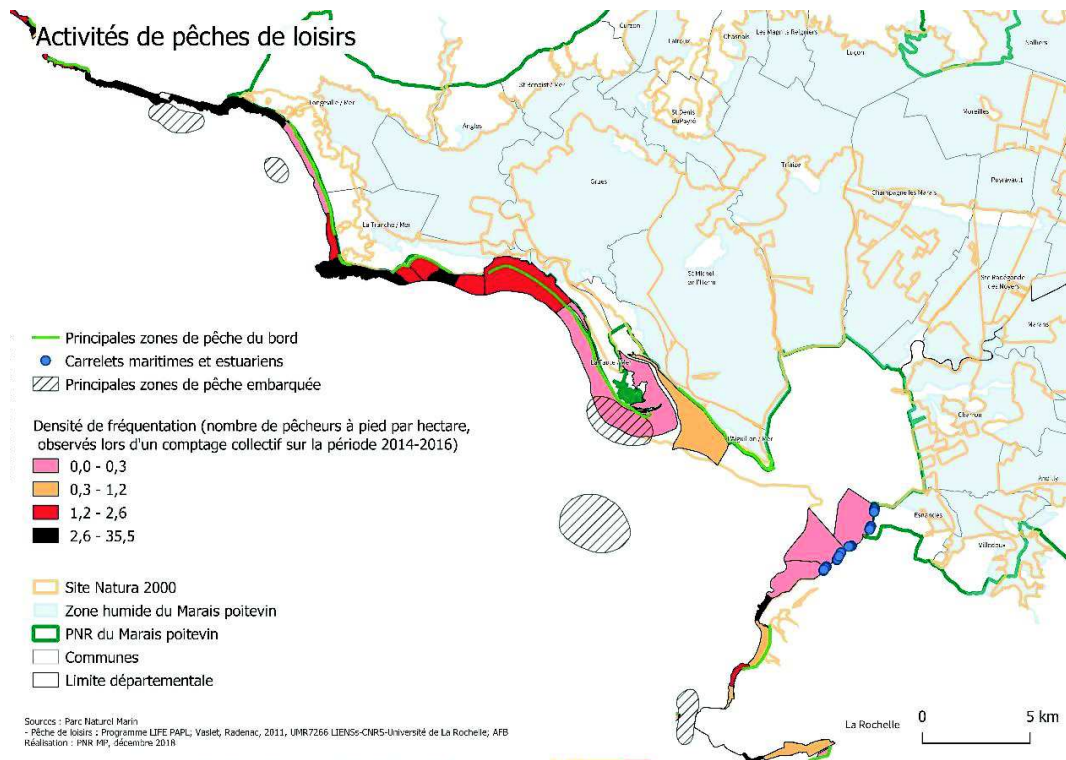 Activités de pêches de loisirs
Curzon
Lairoux
Chasnais
Les Magnils Reigniers
Luçon
Longeville / Mer
St Benoist / Mer
Angles
St Denis
du Payré
Moreilles
Triaize
Puyravault
Grues
Champagné les Marais
La Tranche / Mer
St Michel
en l'Herm
Ste Radégonde
des Noyers
Marans
Charron
L'Aiguillon / Mer
Esnandes
Villedoux
Principales zones de pêche du bord
Carrelets maritimes et estuariens
Principales zones de pêche embarquée
Densité de fréquentation (nombre de pêcheurs à pied par hectare,
observés lors d'un comptage collectif sur la période 2014-2016)
0,0 - 0,3
0,3 - 1,2
1,2 - 2,6
2,6 - 35,5
Site Natura 2000
Zone humide du Marais poitevin
PNR du Marais poitevin
Communes
Limite départementale
La Rochelle
0 5 km
Sources : Parc Naturel Marin
- Pêche de loisirs : Programme LIFE PAPL; Vaslet, Radenac, 2011, UMR7266 LIENSs-CNRS-Université de La Rochelle; AFB
Réalisation : PNR MP, décembre 2018